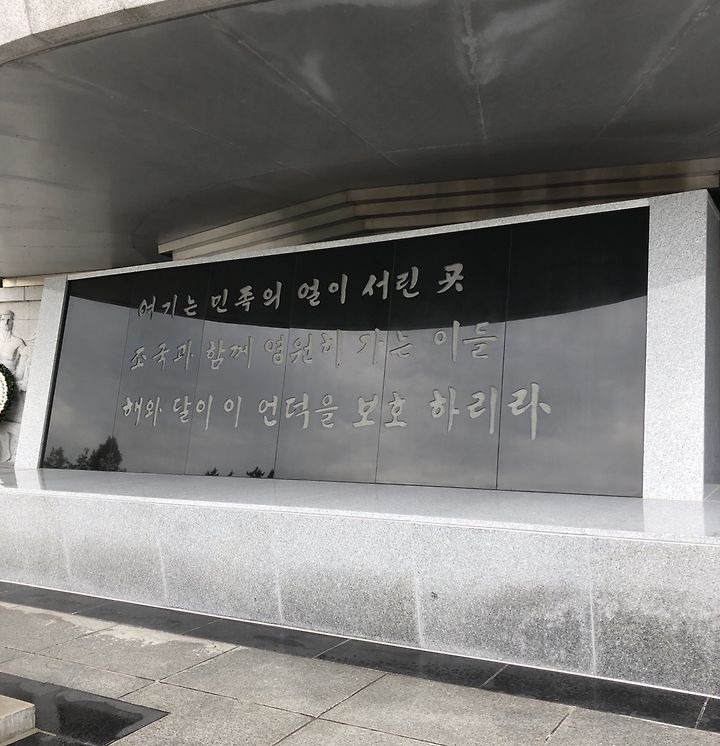 여기는 민족의 얼이 서린 곳
조국과 함께 영원히 가는 이들
해와 달이 이 언덕을 보호 하리라